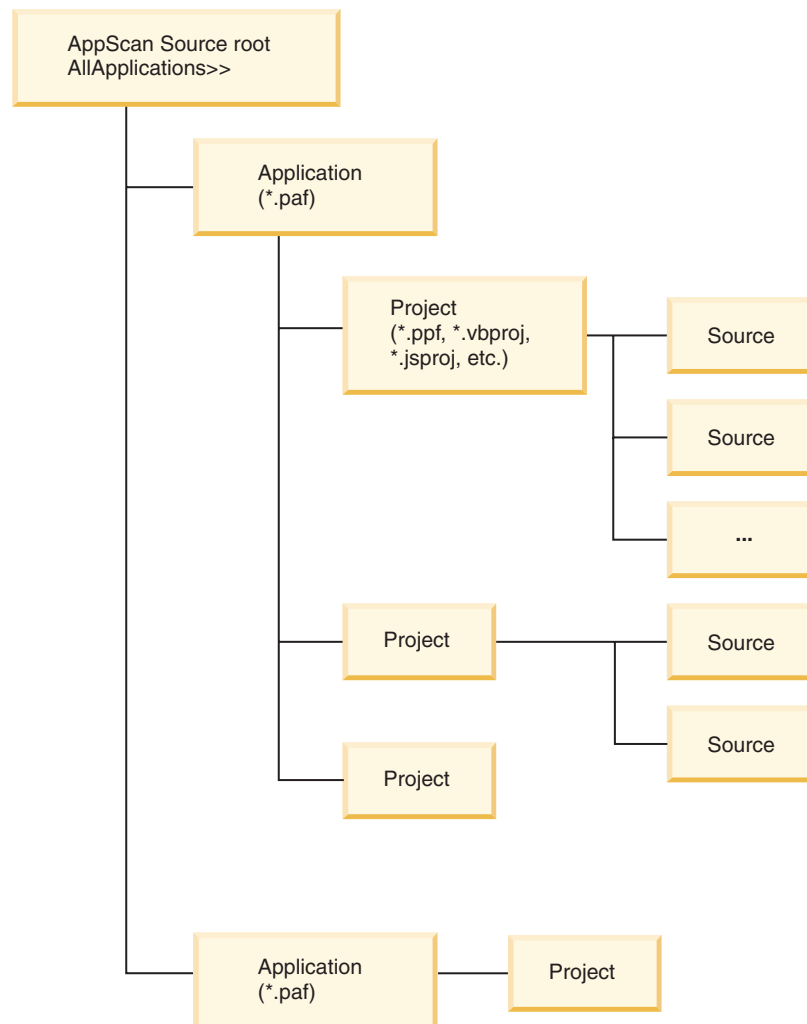 AppScan Source root
AllApplications>>
Application
(*.paf)
Project
(*.ppf, *.vbproj,
*.jsproj, etc.)
Source
Source
...
Project
Source
Source
Project
Application
(*.paf)
Project